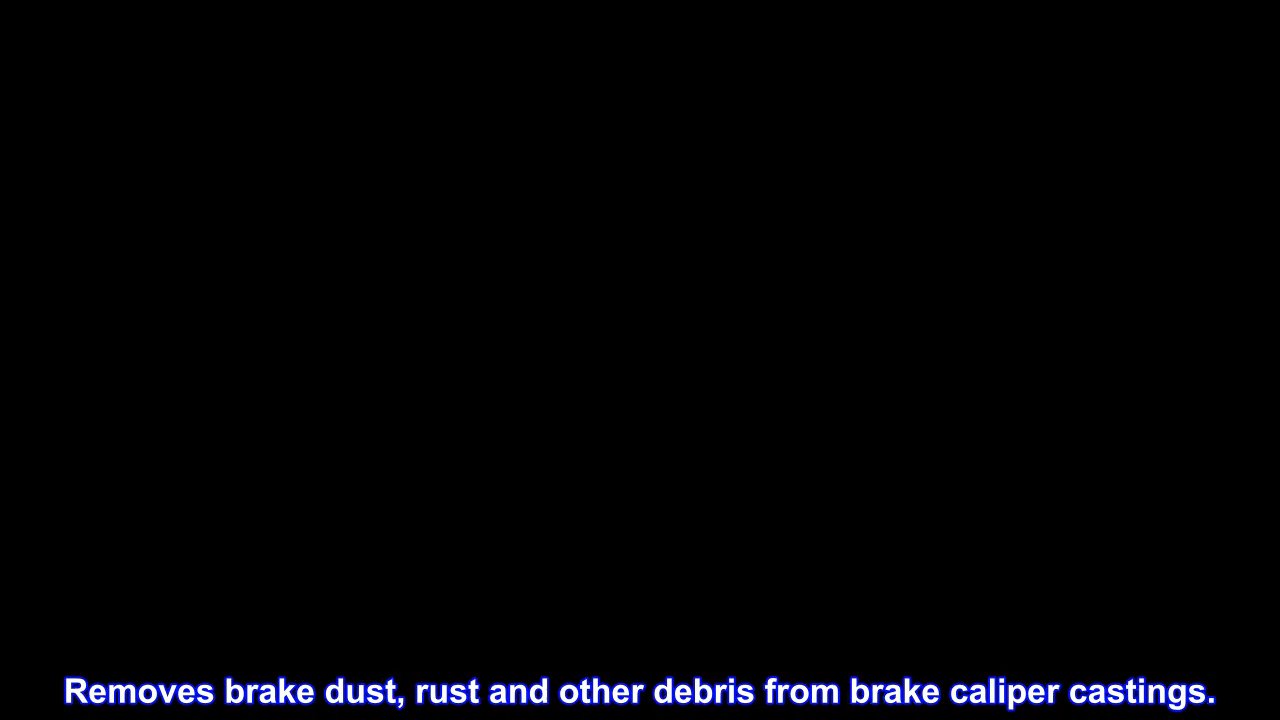 Removes brake dust, rust and other debris from brake caliper castings.